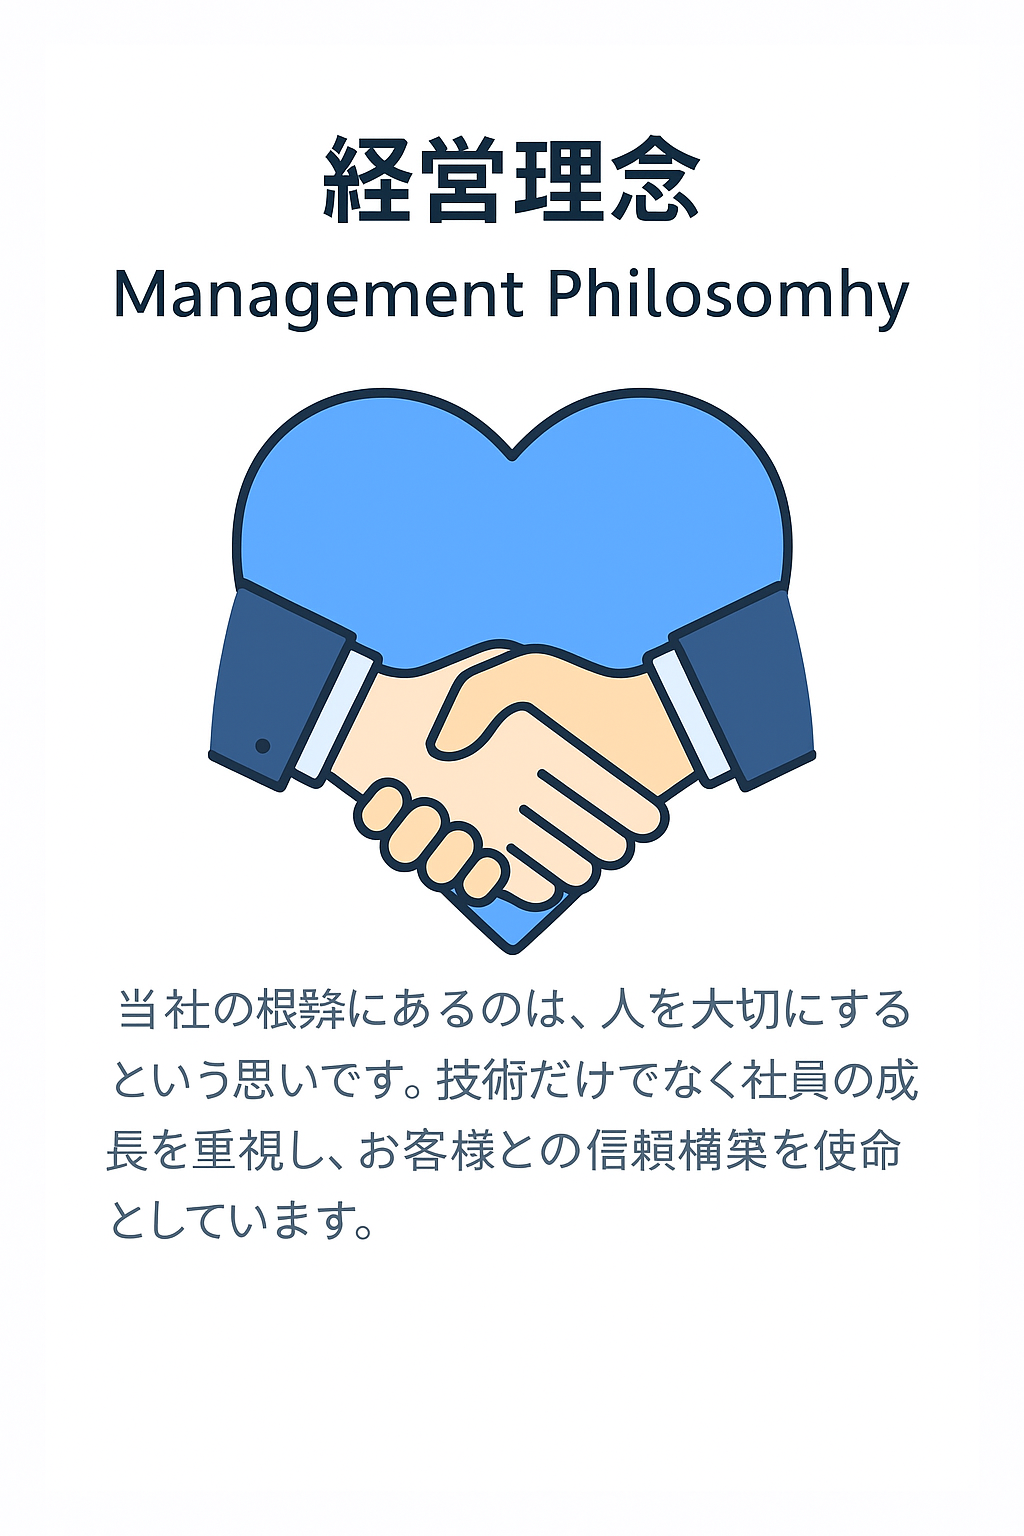 経営理念
Management Philosomhy
当社の根にあるのは、人を大切にする
という思いです。技術だけでなく社員の成
長を重視し、お客様との信頼構築を使命
としています。